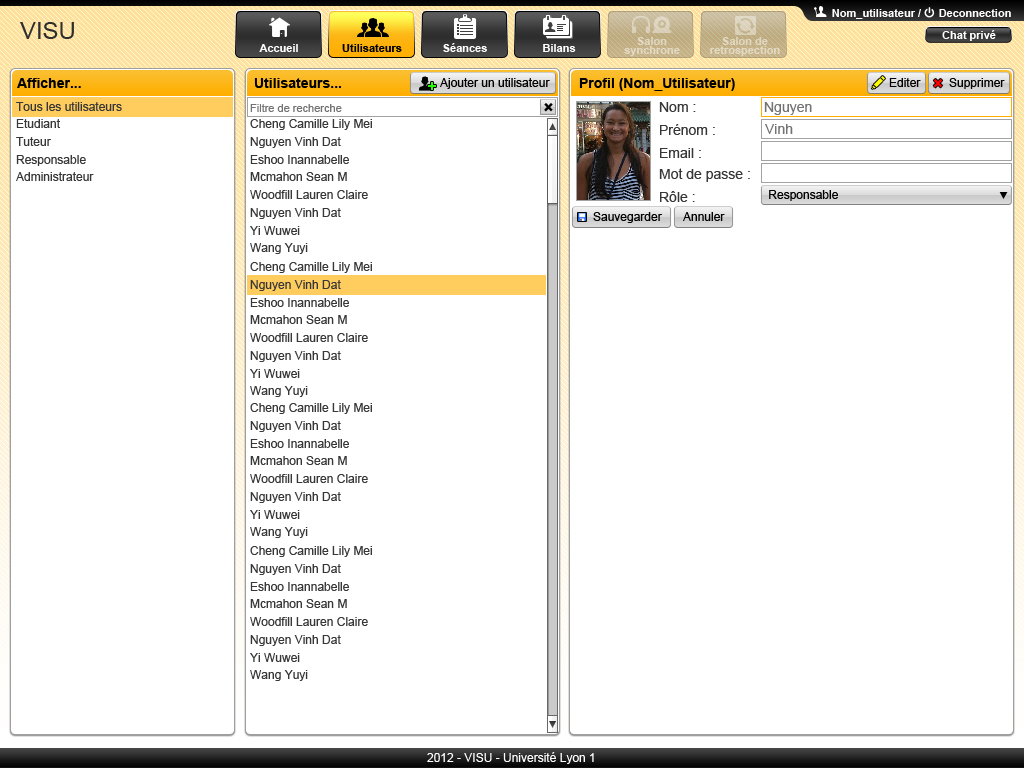 VISU
Accueil
Utilisateurs
Séances
Bilans
Salon synchrone
Salon de rétrospection
Nom_utilisateur / Deconnection
Chat privé
Afficher...
Tous les utilisateurs
Etudiant
Tuteur
Responsable
Administrateur
Utilisateurs...
Ajouter un utilisateur
Filtre de recherche
Cheng Camille Lily Mei
Nguyen Vinh Dat
Eshoo Inannabelle
Mcmahon Sean M
Woodfill Lauren Claire
Nguyen Vinh Dat
Yi Wuwei
Wang Yuyi
Cheng Camille Lily Mei
Nguyen Vinh Dat
Eshoo Inannabelle
Mcmahon Sean M
Woodfill Lauren Claire
Nguyen Vinh Dat
Yi Wuwei
Wang Yuyi
Cheng Camille Lily Mei
Nguyen Vinh Dat
Eshoo Inannabelle
Mcmahon Sean M
Woodfill Lauren Claire
Nguyen Vinh Dat
Yi Wuwei
Wang Yuyi
Cheng Camille Lily Mei
Nguyen Vinh Dat
Eshoo Inannabelle
Mcmahon Sean M
Woodfill Lauren Claire
Nguyen Vinh Dat
Yi Wuwei
Wang Yuyi
Profil (Nom_Utilisateur)
Editer
Supprimer
Nom : Nguyen
Prénom : Vinh
Email :
Mot de passe :
Rôle : Responsable
Sauvegarder
Annuler
2012 - VISU - Université Lyon 1